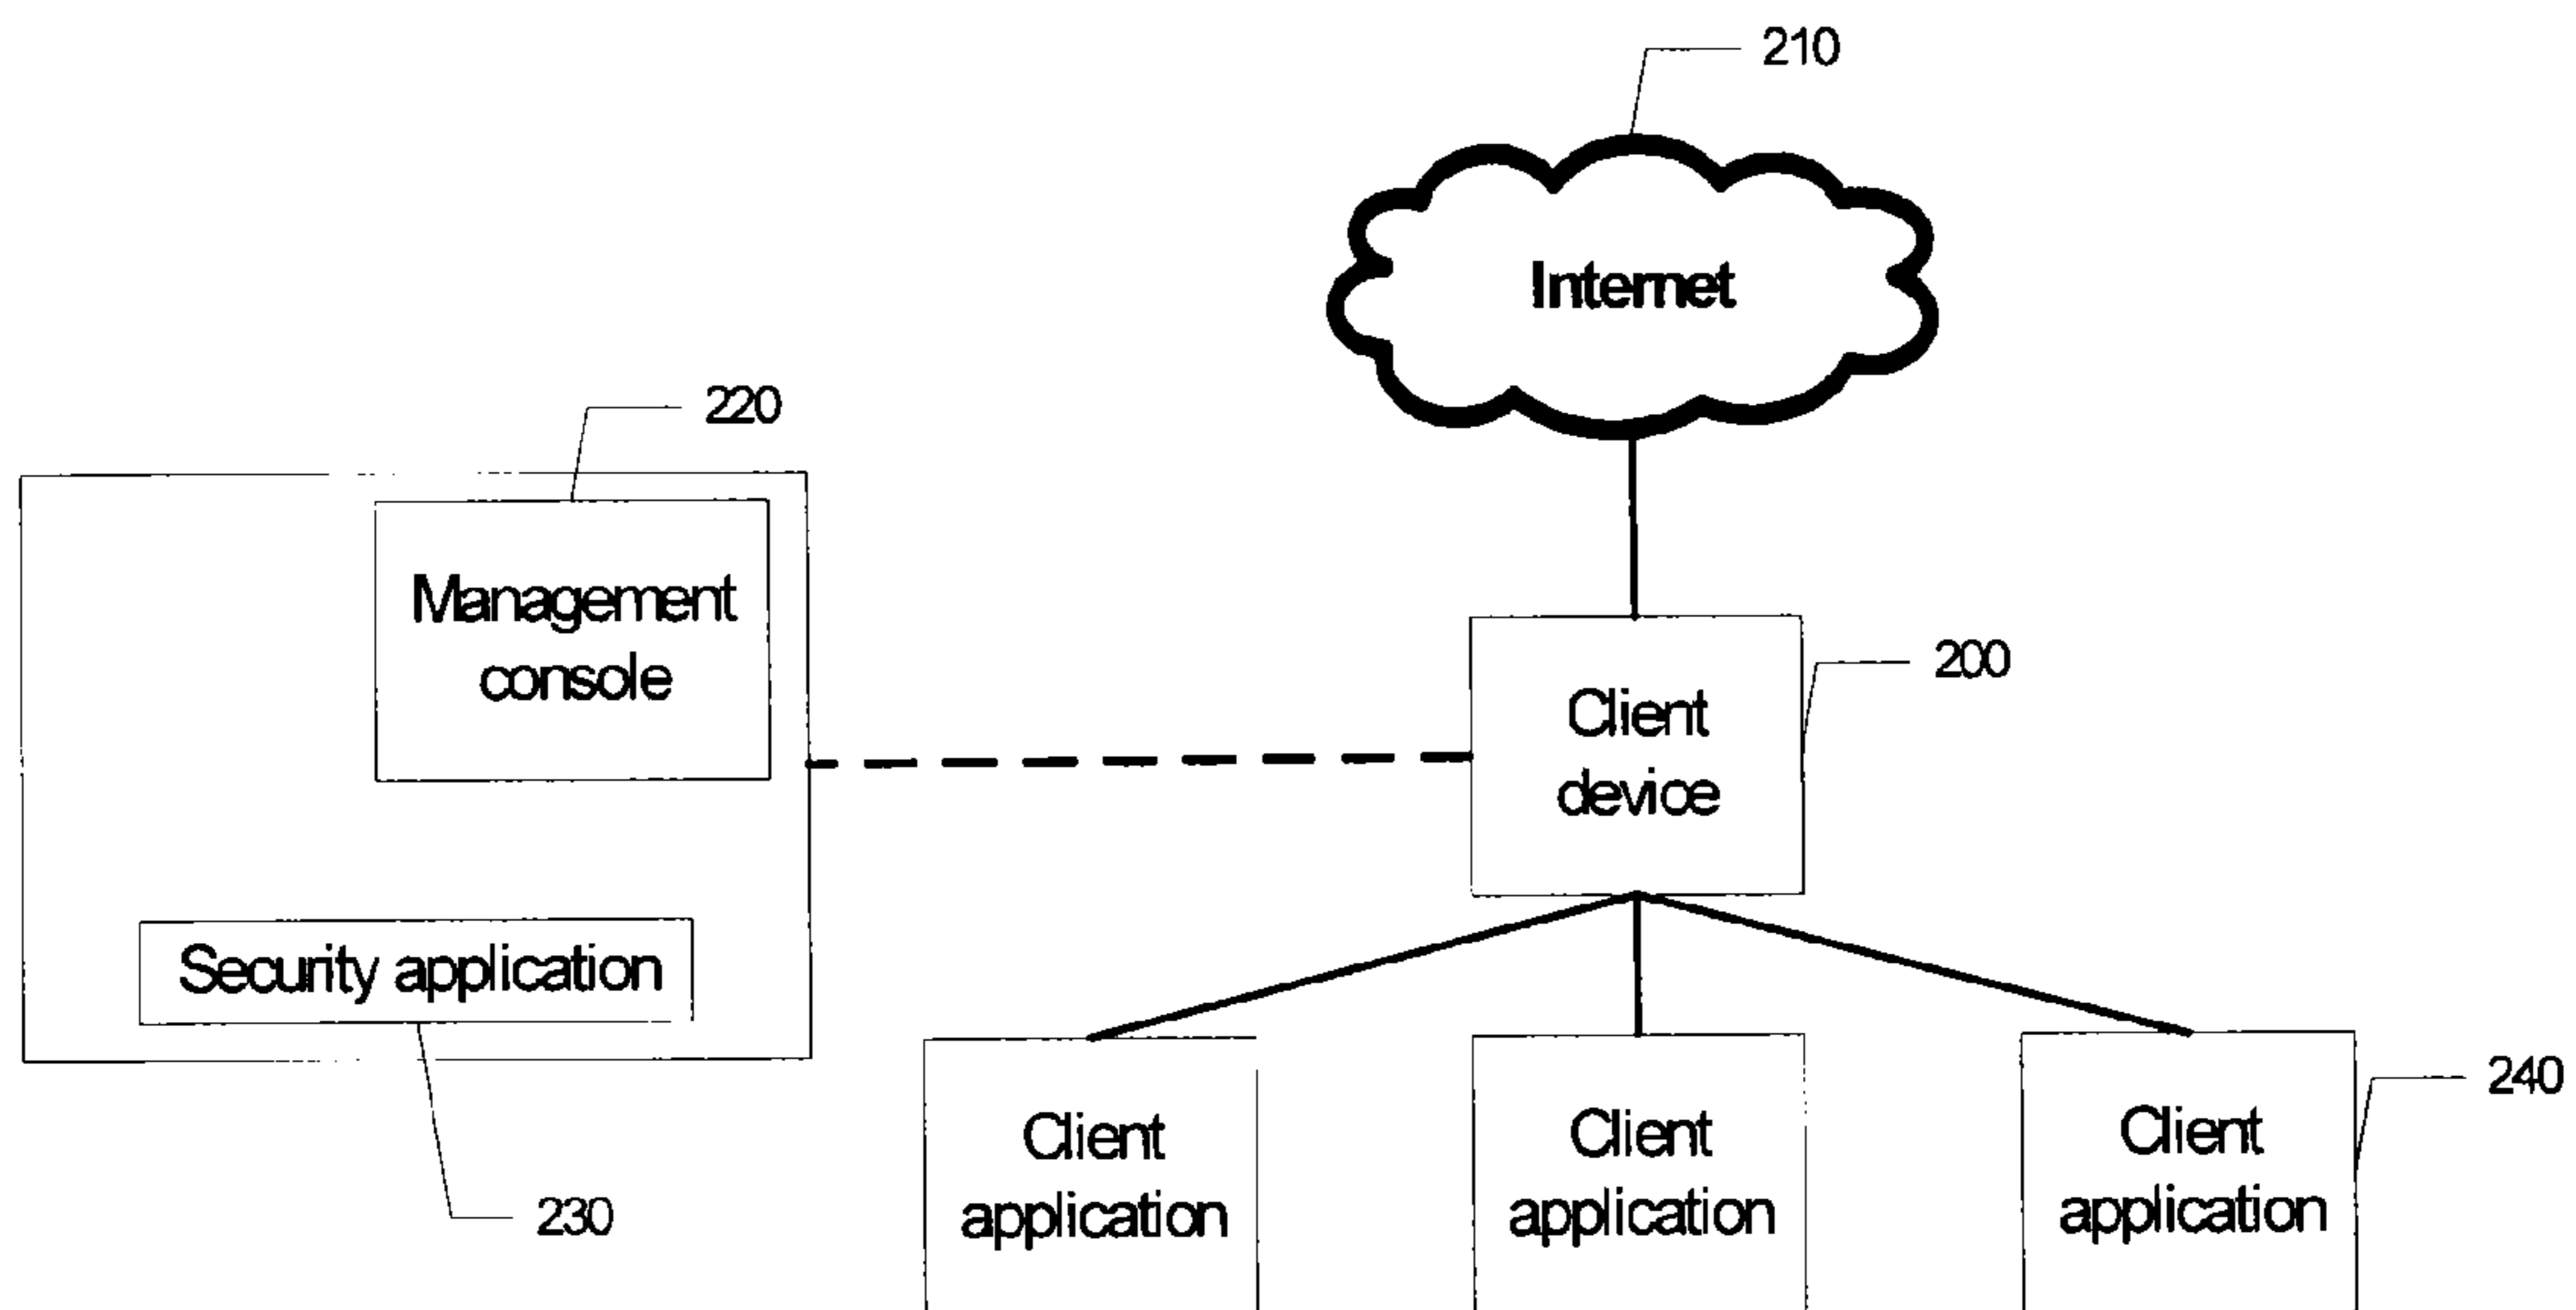 210
Internet
220
Management
console
200
Client
device
Security application
230
Client
application
Client
application
Client
application
240